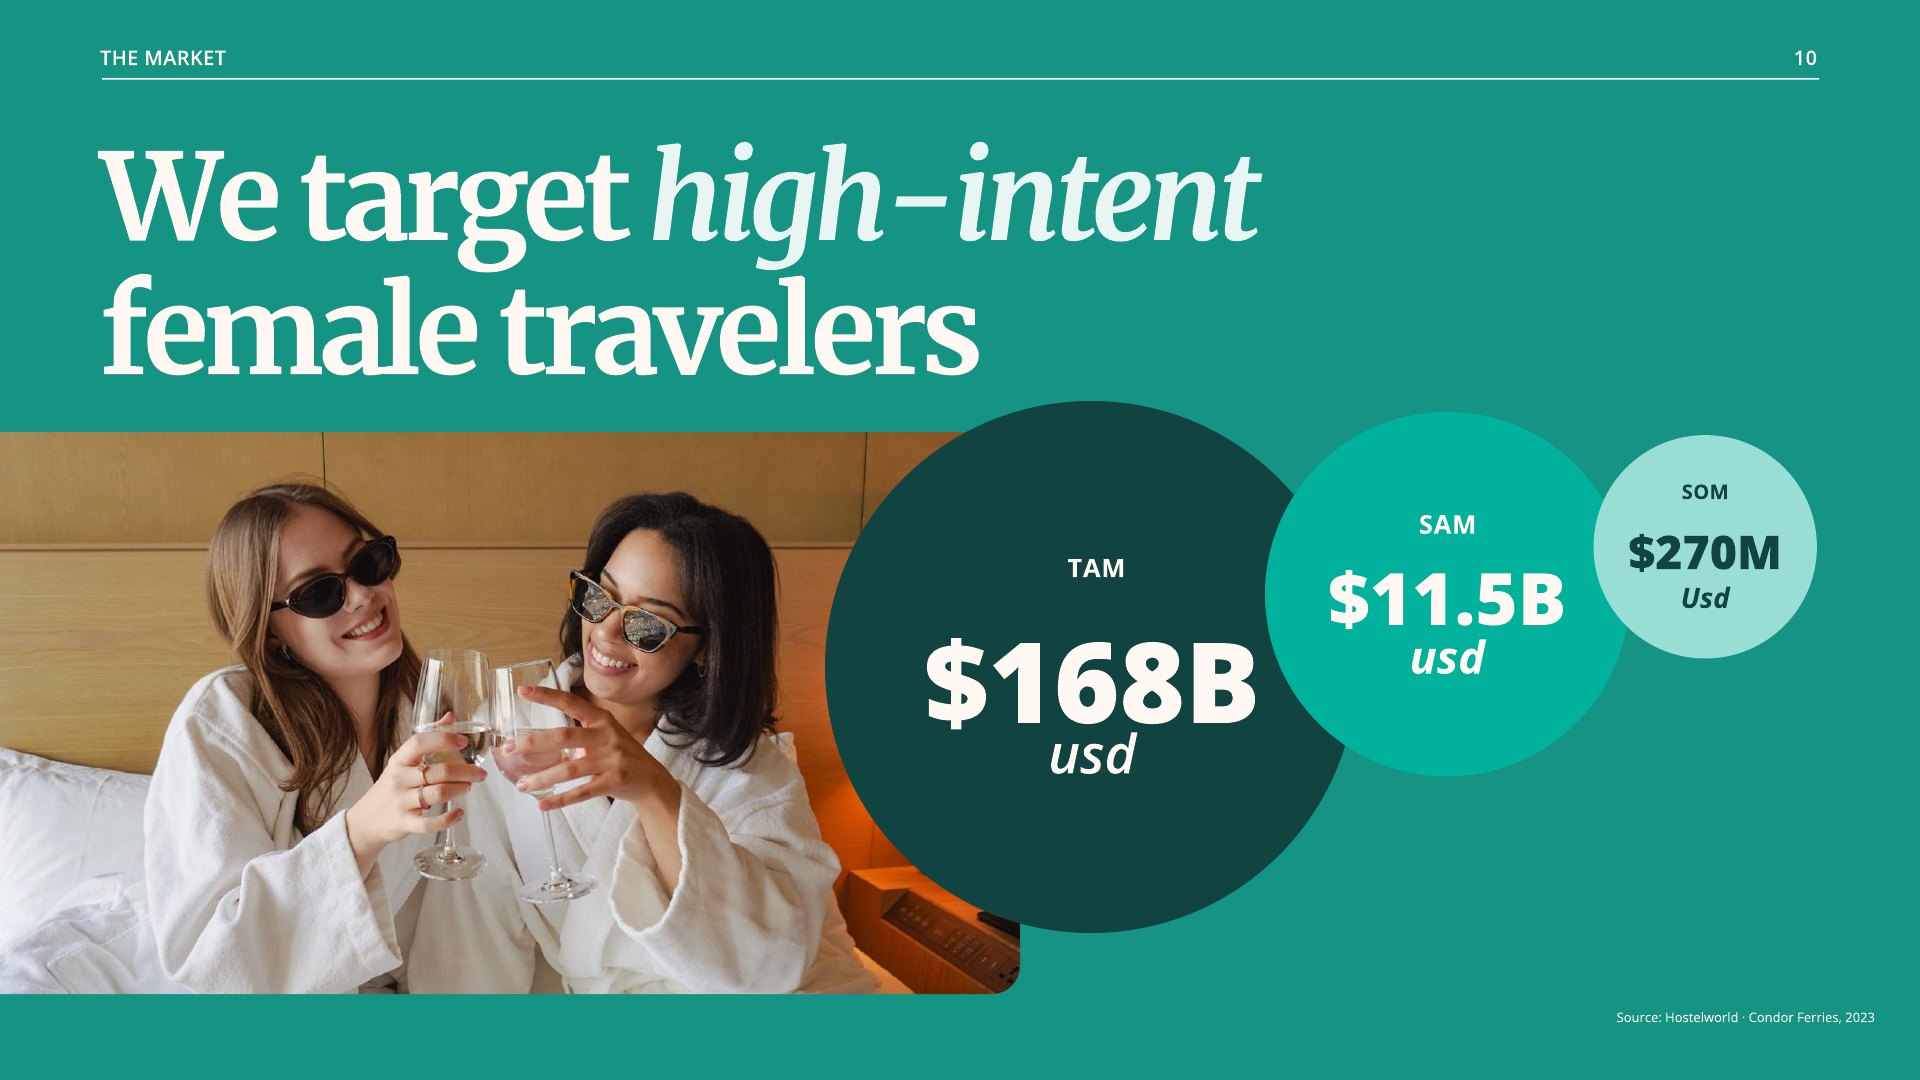 THE MARKET
10
We target high-intent
female travelers
TAM
$168B
usd
SAM
$11.5B
usd
SOM
$270M
Usd
Source: Hostelworld · Condor Ferries, 2023